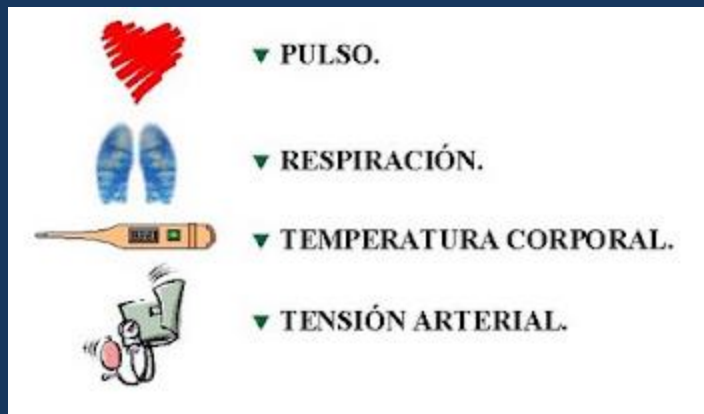 ▼ PULSO.
▼ RESPIRACIÓN.
▼ TEMPERATURA CORPORAL.
▼ TENSIÓN ARTERIAL.